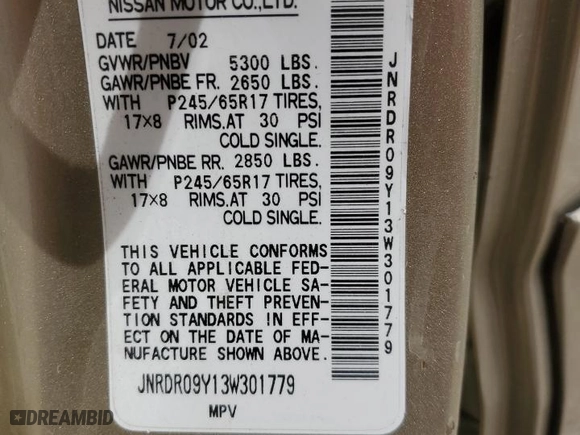 NISSAN MOTOR CO.,LTD.
DATE 7/02
GVWR/PNBV 5300 LBS.
GAWR/PNBE FR. 2650 LBS.
WITH P245/65R17 TIRES,
17×8 RIMS.AT 30 PSI
COLD SINGLE.
GAWR/PNBE RR. 2850 LBS.
WITH P245/65R17 TIRES,
17×8 RIMS.AT 30 PSI
COLD SINGLE.
THIS VEHICLE CONFORMS
TO ALL APPLICABLE FED-
ERAL MOTOR VEHICLE SA-
FETY AND THEFT PREVEN-
TION STANDARDS IN EFF-
ECT ON THE DATE OF MA-
NUFACTURE SHOWN ABOVE.
JNRDR09Y13W301779
MPV
JNRDR09Y13W301779
DREAMBID